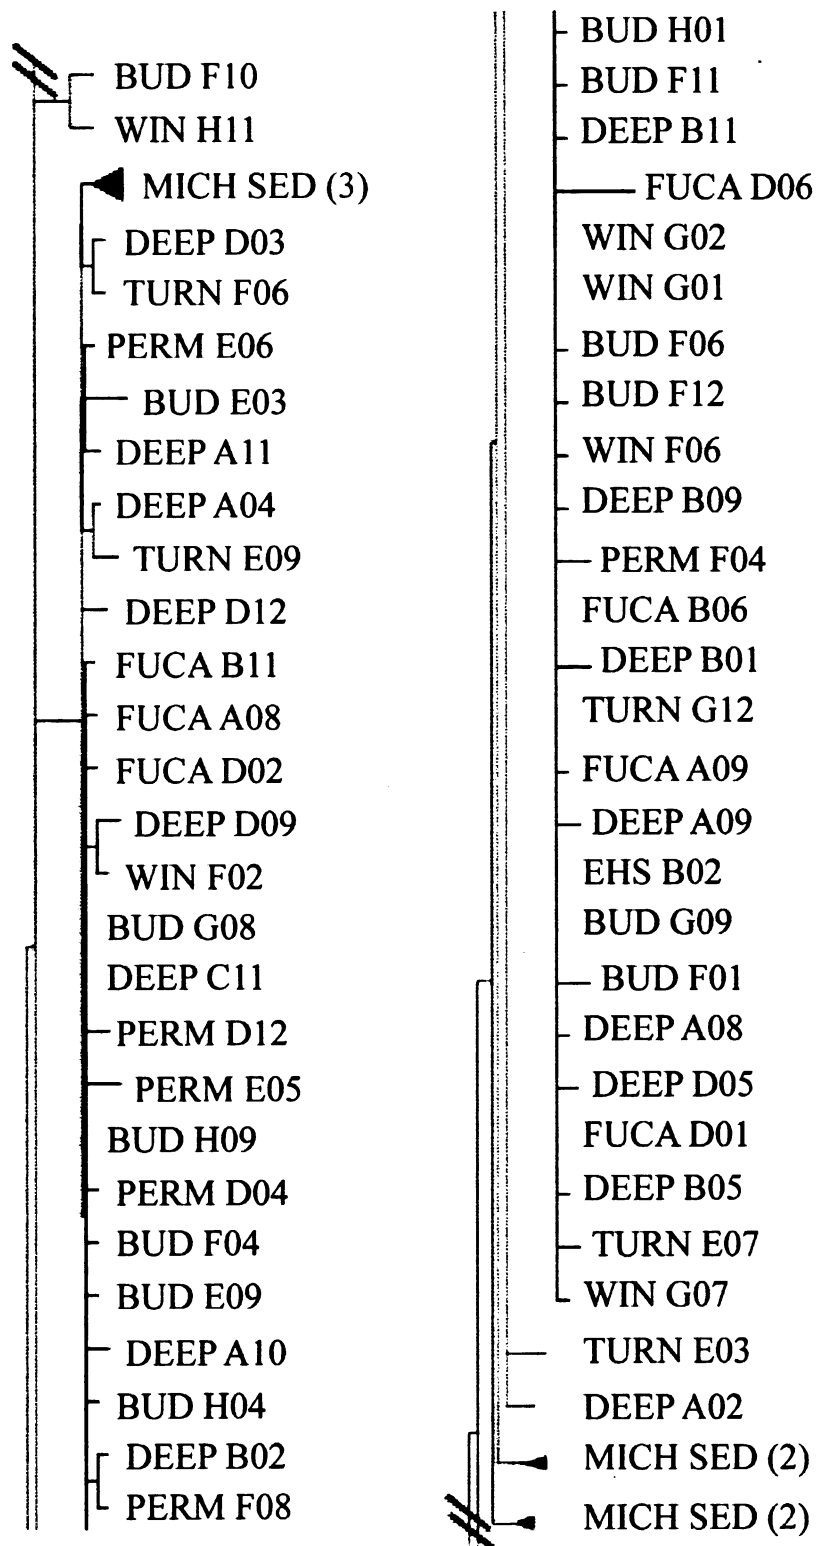 BUD F10
WIN H11
MICH SED (3)
DEEP D03
TURN F06
PERM E06
BUD E03
DEEP A11
DEEP A04
TURN E09
DEEP D12
FUCA B11
FUCA A08
FUCA D02
DEEP D09
WIN F02
BUD G08
DEEP C11
PERM D12
PERM E05
BUD H09
PERM D04
BUD F04
BUD E09
DEEP A10
BUD H04
DEEP B02
PERM F08
BUD H01
BUD F11
DEEP B11
FUCA D06
WIN G02
WIN G01
BUD F06
BUD F12
WIN F06
DEEP B09
PERM F04
FUCA B06
DEEP B01
TURN G12
FUCA A09
DEEP A09
EHS B02
BUD G09
BUD F01
DEEP A08
DEEP D05
FUCA D01
DEEP B05
TURN E07
WIN G07
TURN E03
DEEP A02
MICH SED (2)
MICH SED (2)